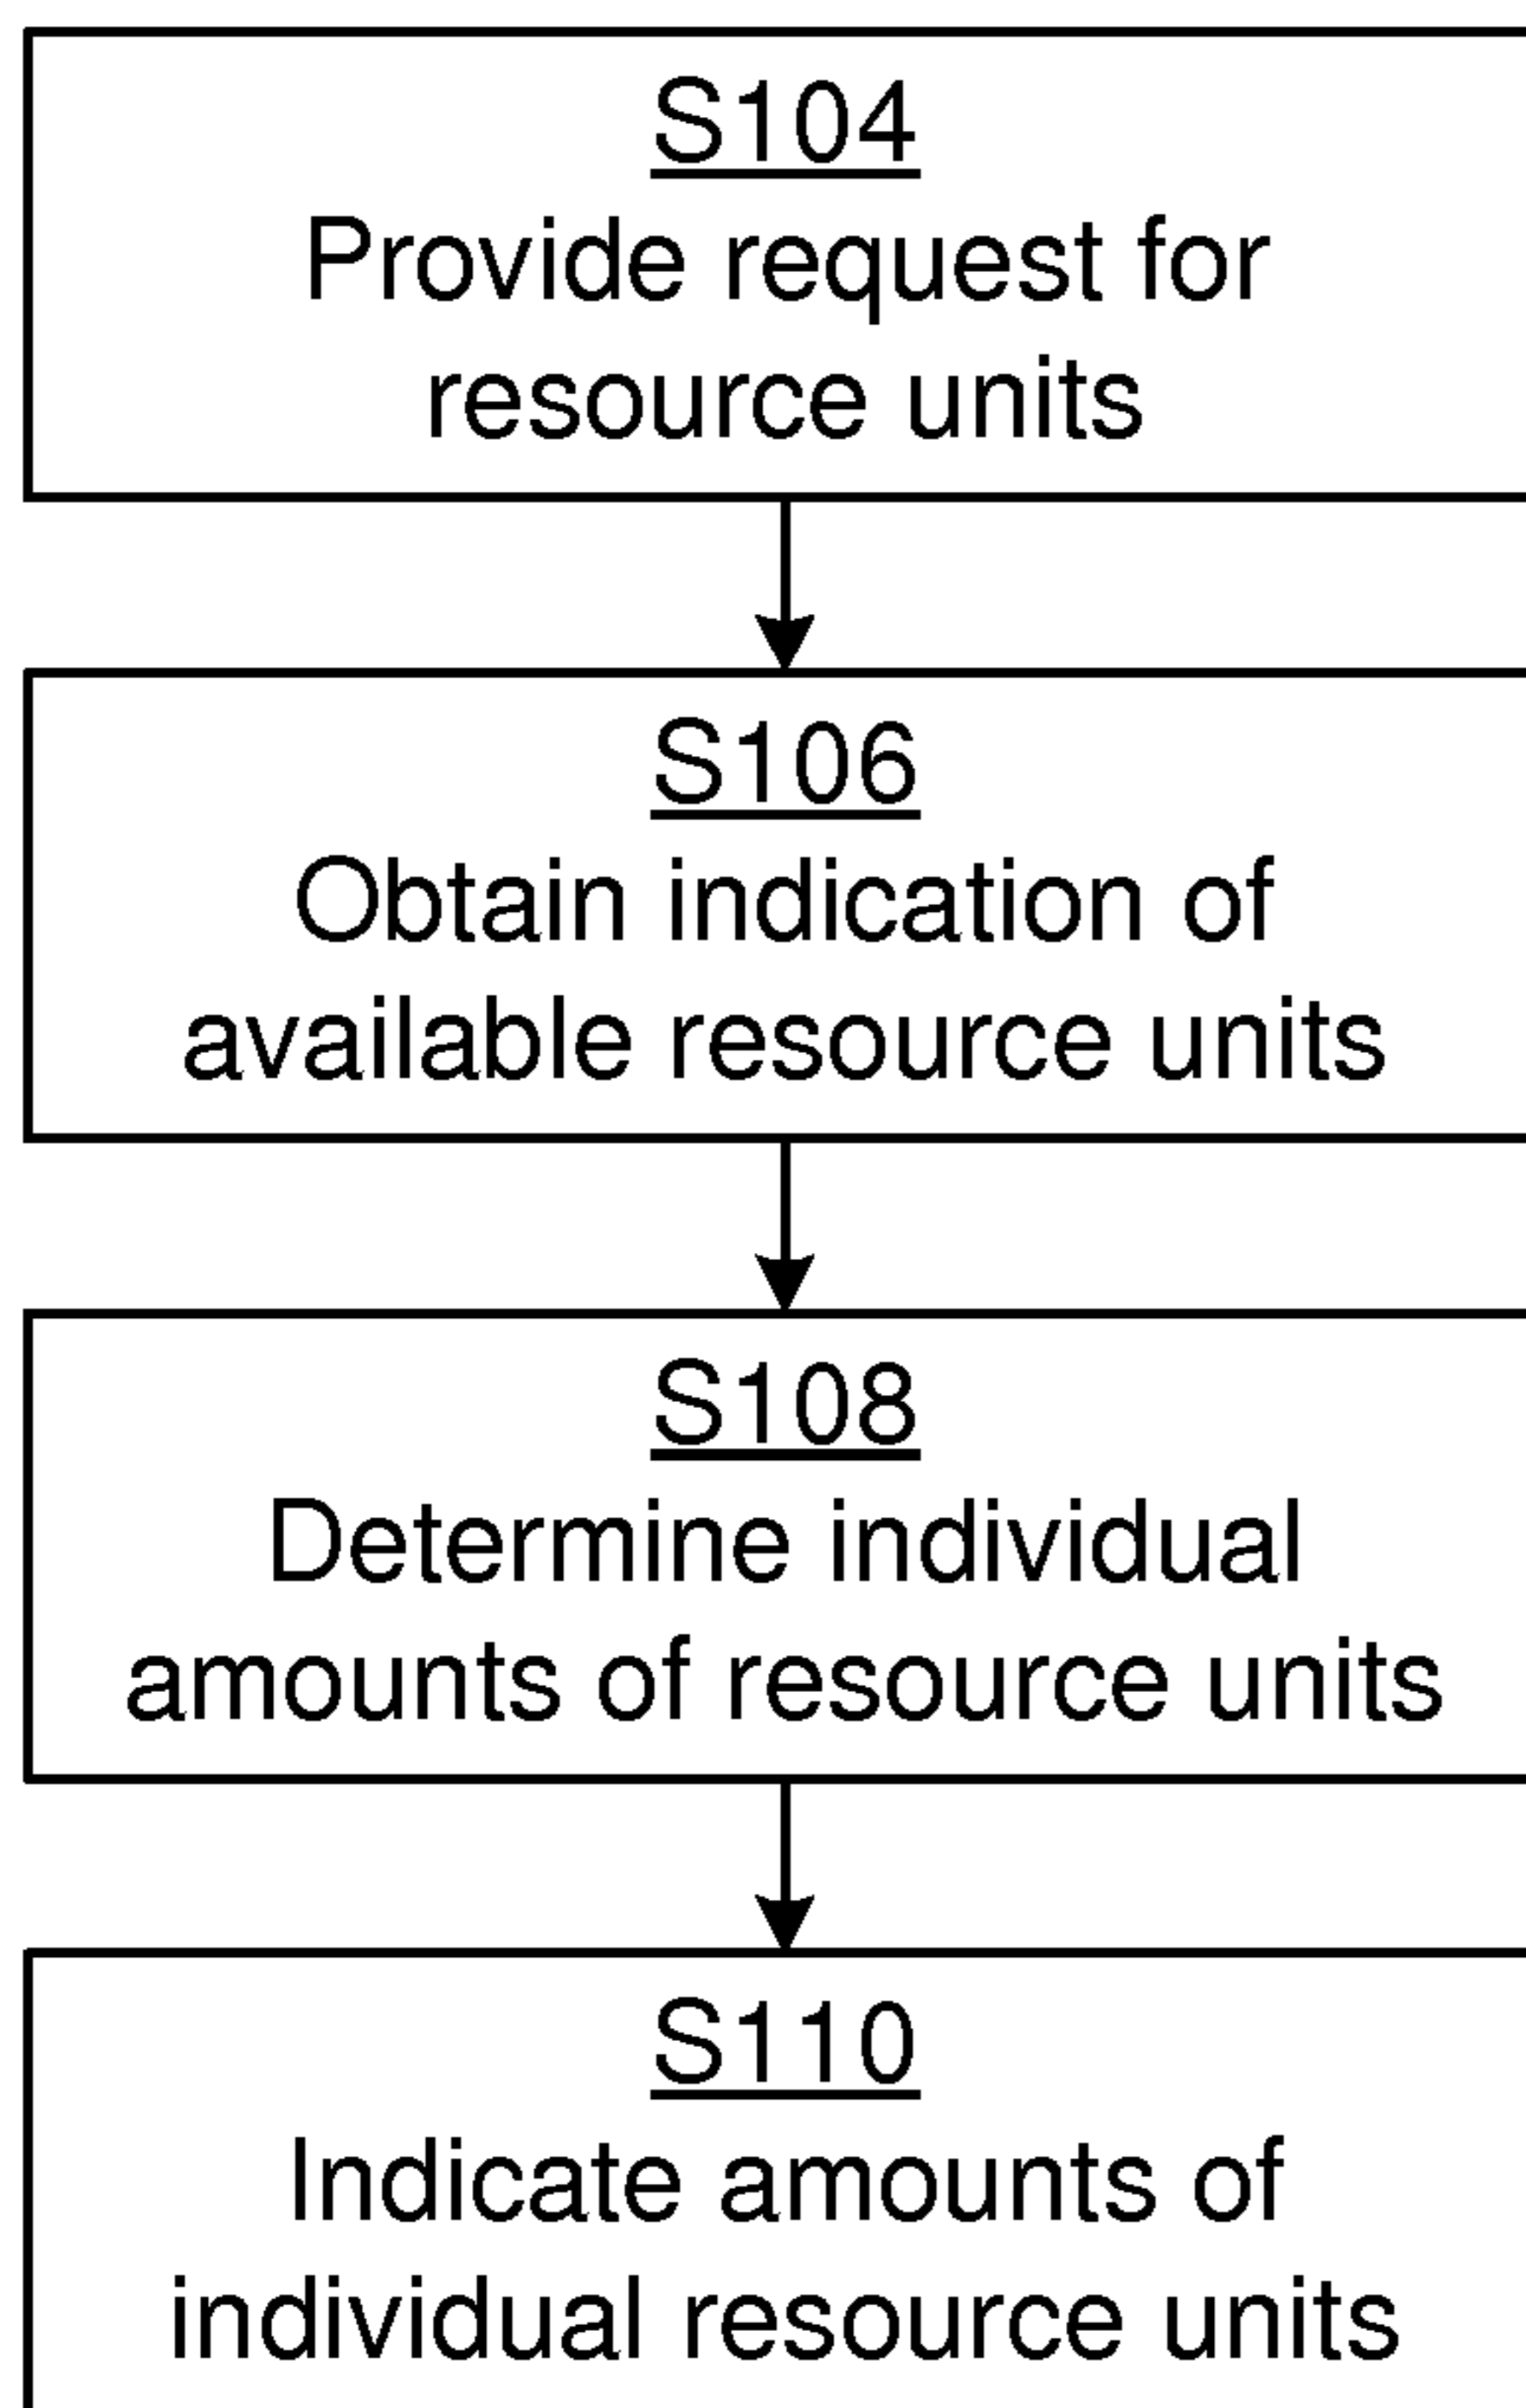 S104
Provide request for
resource units
S106
Obtain indication of
available resource units
S108
Determine individual
amounts of resource units
S110
Indicate amounts of
individual resource units